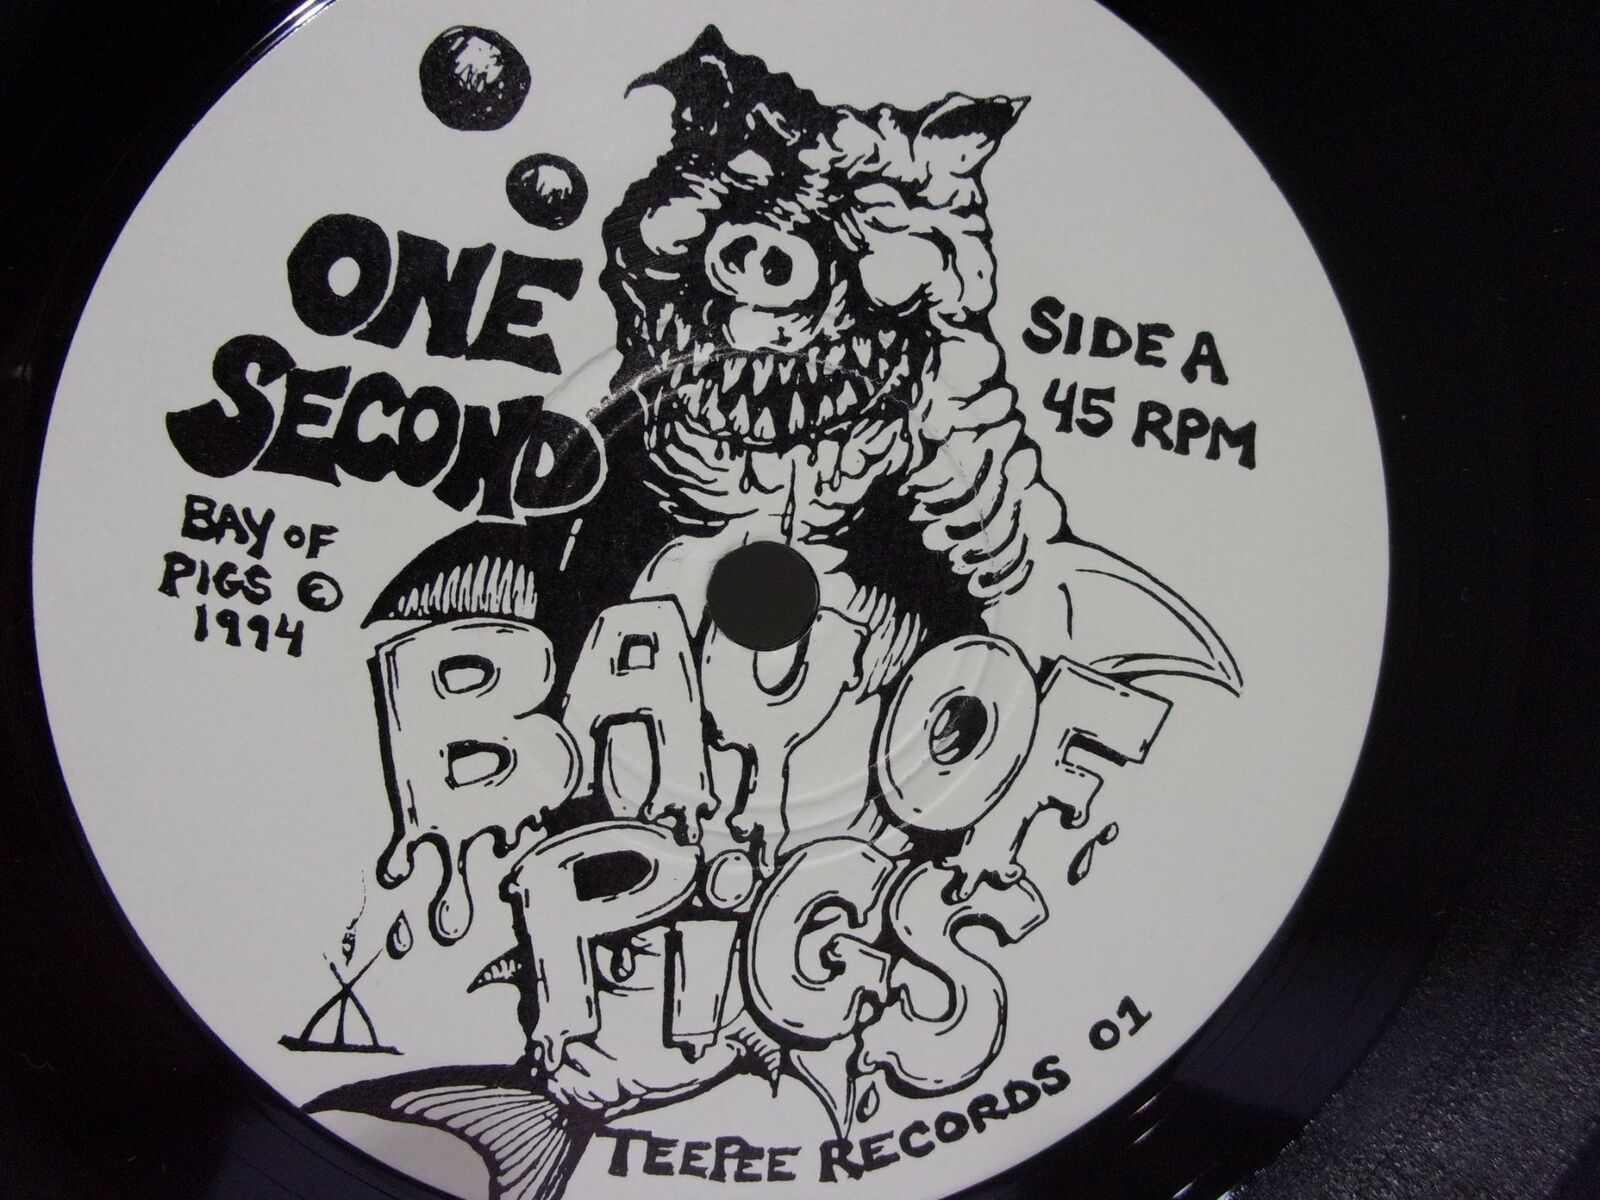 ONE
SECOND
BAY OF
PIGS ©
1994
SIDE A
45 RPM
BAY OF
PiGS
TEEPEE RECORDS 01